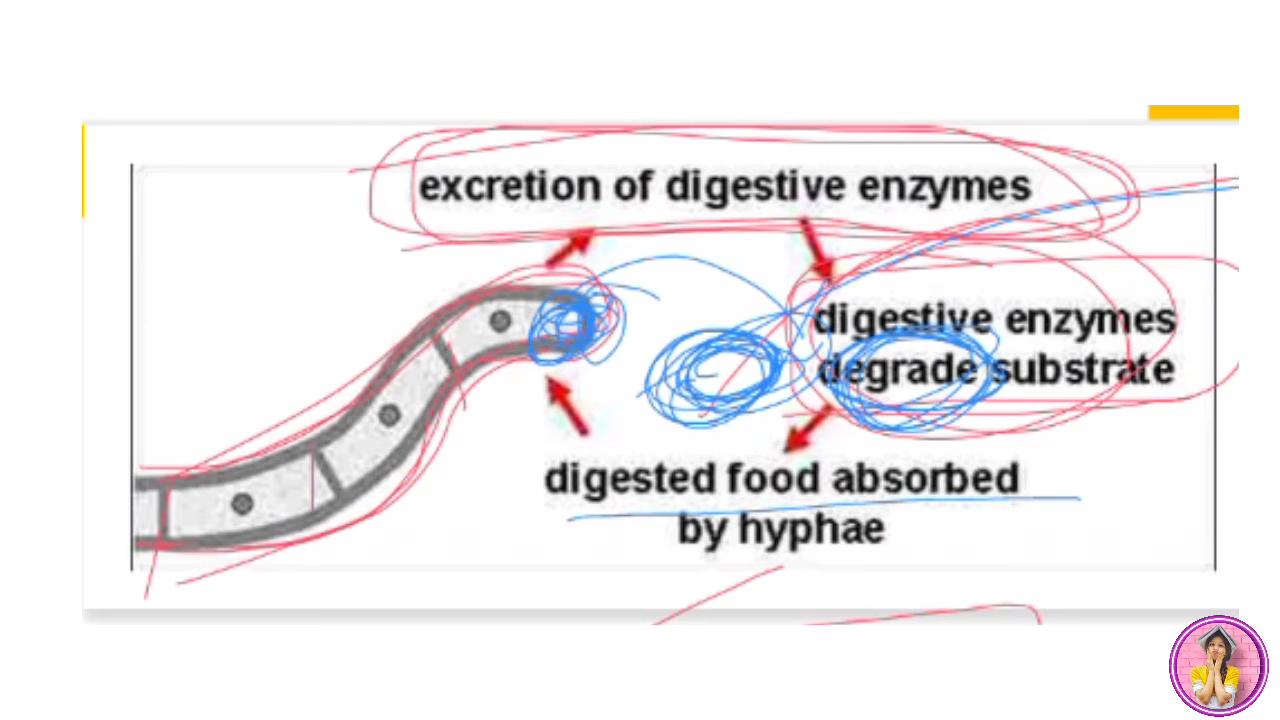 excretion of digestive enzymes
digestive enzymes
degrade substrate
digested food absorbed
by hyphae